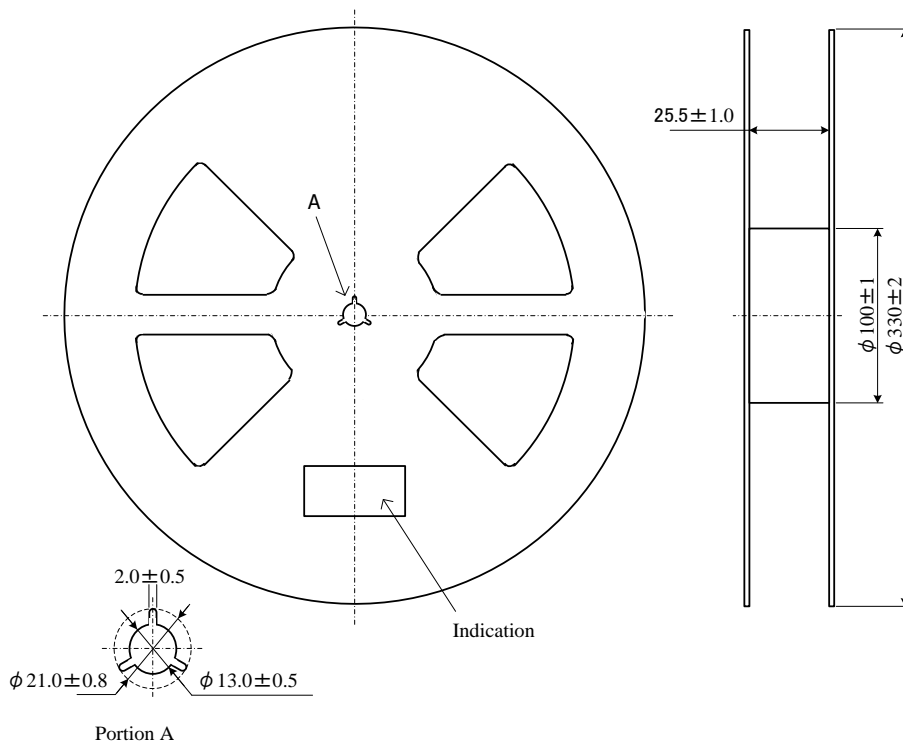 A
25.5±1.0
φ100±1
φ330±2
Indication
2.0±0.5
φ21.0±0.8
φ13.0±0.5
Portion A